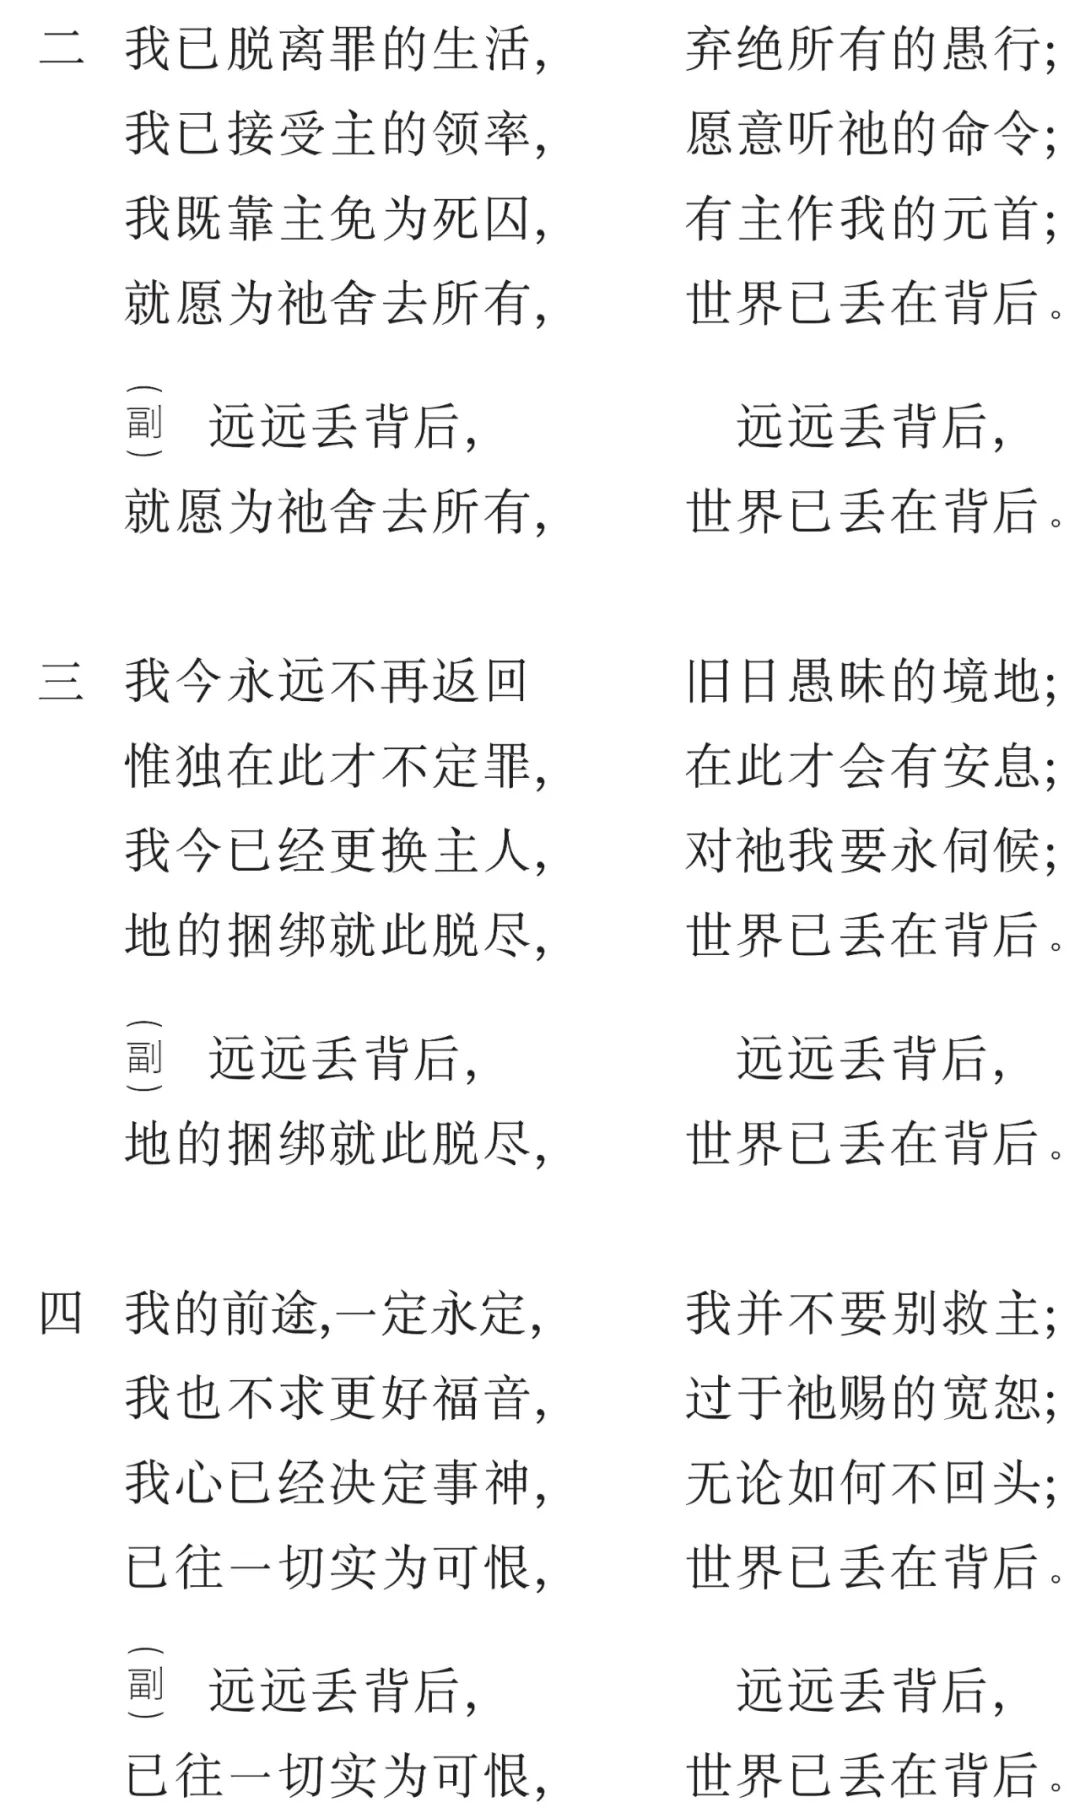 二 我已脱离罪的生活, 弃绝所有的愚行;
我已接受主的领率, 愿意听祂的命令;
我既靠主免为死囚, 有主作我的元首;
就愿为祂舍去所有, 世界已丢在背后。
(副) 远远丢背后, 远远丢背后,
就愿为祂舍去所有, 世界已丢在背后。
三 我今永远不再返回 旧日愚昧的境地;
惟独在此才不定罪, 在此才会有安息;
我今已经更换主人, 对祂我要永伺候;
地的捆绑就此脱尽, 世界已丢在背后。
(副) 远远丢背后, 远远丢背后,
地的捆绑就此脱尽, 世界已丢在背后。
四 我的前途,一定永定, 我并不要别救主;
我也不求更好福音, 过于祂赐的宽恕;
我心已经决定事神, 无论如何不回头;
已往一切实为可恨, 世界已丢在背后。
(副) 远远丢背后, 远远丢背后,
已往一切实为可恨, 世界已丢在背后。